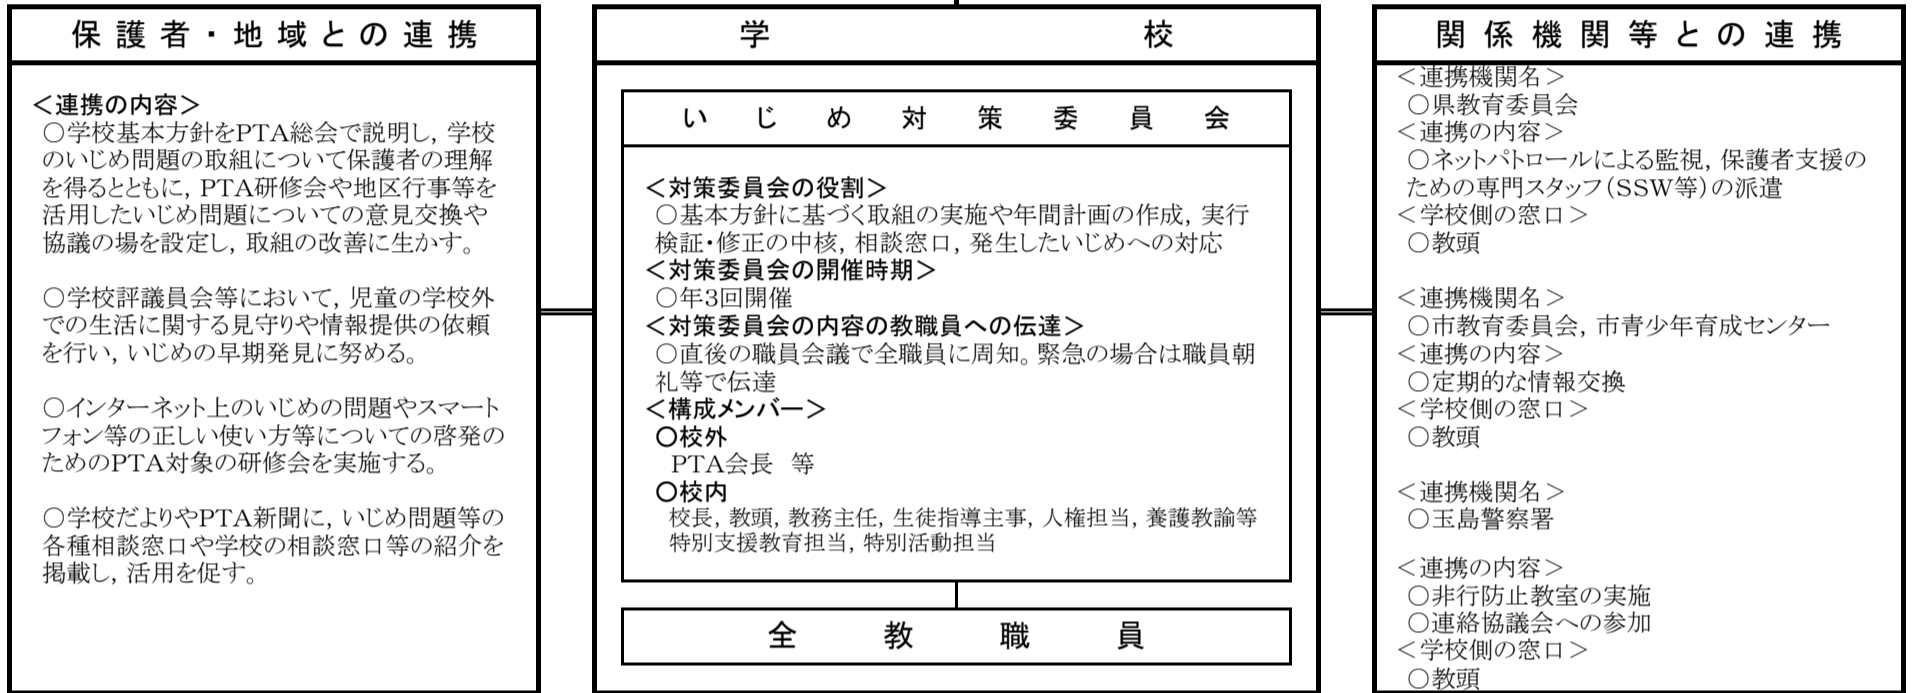 保護者・地域との連携
＜連携の内容＞
○学校基本方針をPTA総会で説明し，学校
のいじめ問題の取組について保護者の理解
を得るとともに，PTA研修会や地区行事等を
活用したいじめ問題についての意見交換や
協議の場を設定し，取組の改善に生かす。
○学校評議員会等において，児童の学校外
での生活に関する見守りや情報提供の依頼
を行い，いじめの早期発見に努める。
○インターネット上のいじめの問題やスマート
フォン等の正しい使い方等についての啓発の
ためのPTA対象の研修会を実施する。
○学校だよりやPTA新聞に，いじめ問題等の
各種相談窓口や学校の相談窓口等の紹介を
掲載し，活用を促す。
学校
いじめ対策委員会
＜対策委員会の役割＞
○基本方針に基づく取組の実施や年間計画の作成，実行
検証・修正の中核，相談窓口，発生したいじめへの対応
＜対策委員会の開催時期＞
○年3回開催
＜対策委員会の内容の教職員への伝達＞
○直後の職員会議で全職員に周知。緊急の場合は職員朝
礼等で伝達
＜構成メンバー＞
○校外
PTA会長　等
○校内
校長，教頭，教務主任，生徒指導主事，人権担当，養護教諭等
特別支援教育担当，特別活動担当
全教職員
関係機関等との連携
＜連携機関名＞
○県教育委員会
＜連携の内容＞
○ネットパトロールによる監視，保護者支援の
ための専門スタッフ（SSW等）の派遣
＜学校側の窓口＞
○教頭
＜連携機関名＞
○市教育委員会，市青少年育成センター
＜連携の内容＞
○定期的な情報交換
＜学校側の窓口＞
○教頭
＜連携機関名＞
○玉島警察署
＜連携の内容＞
○非行防止教室の実施
○連絡協議会への参加
＜学校側の窓口＞
○教頭